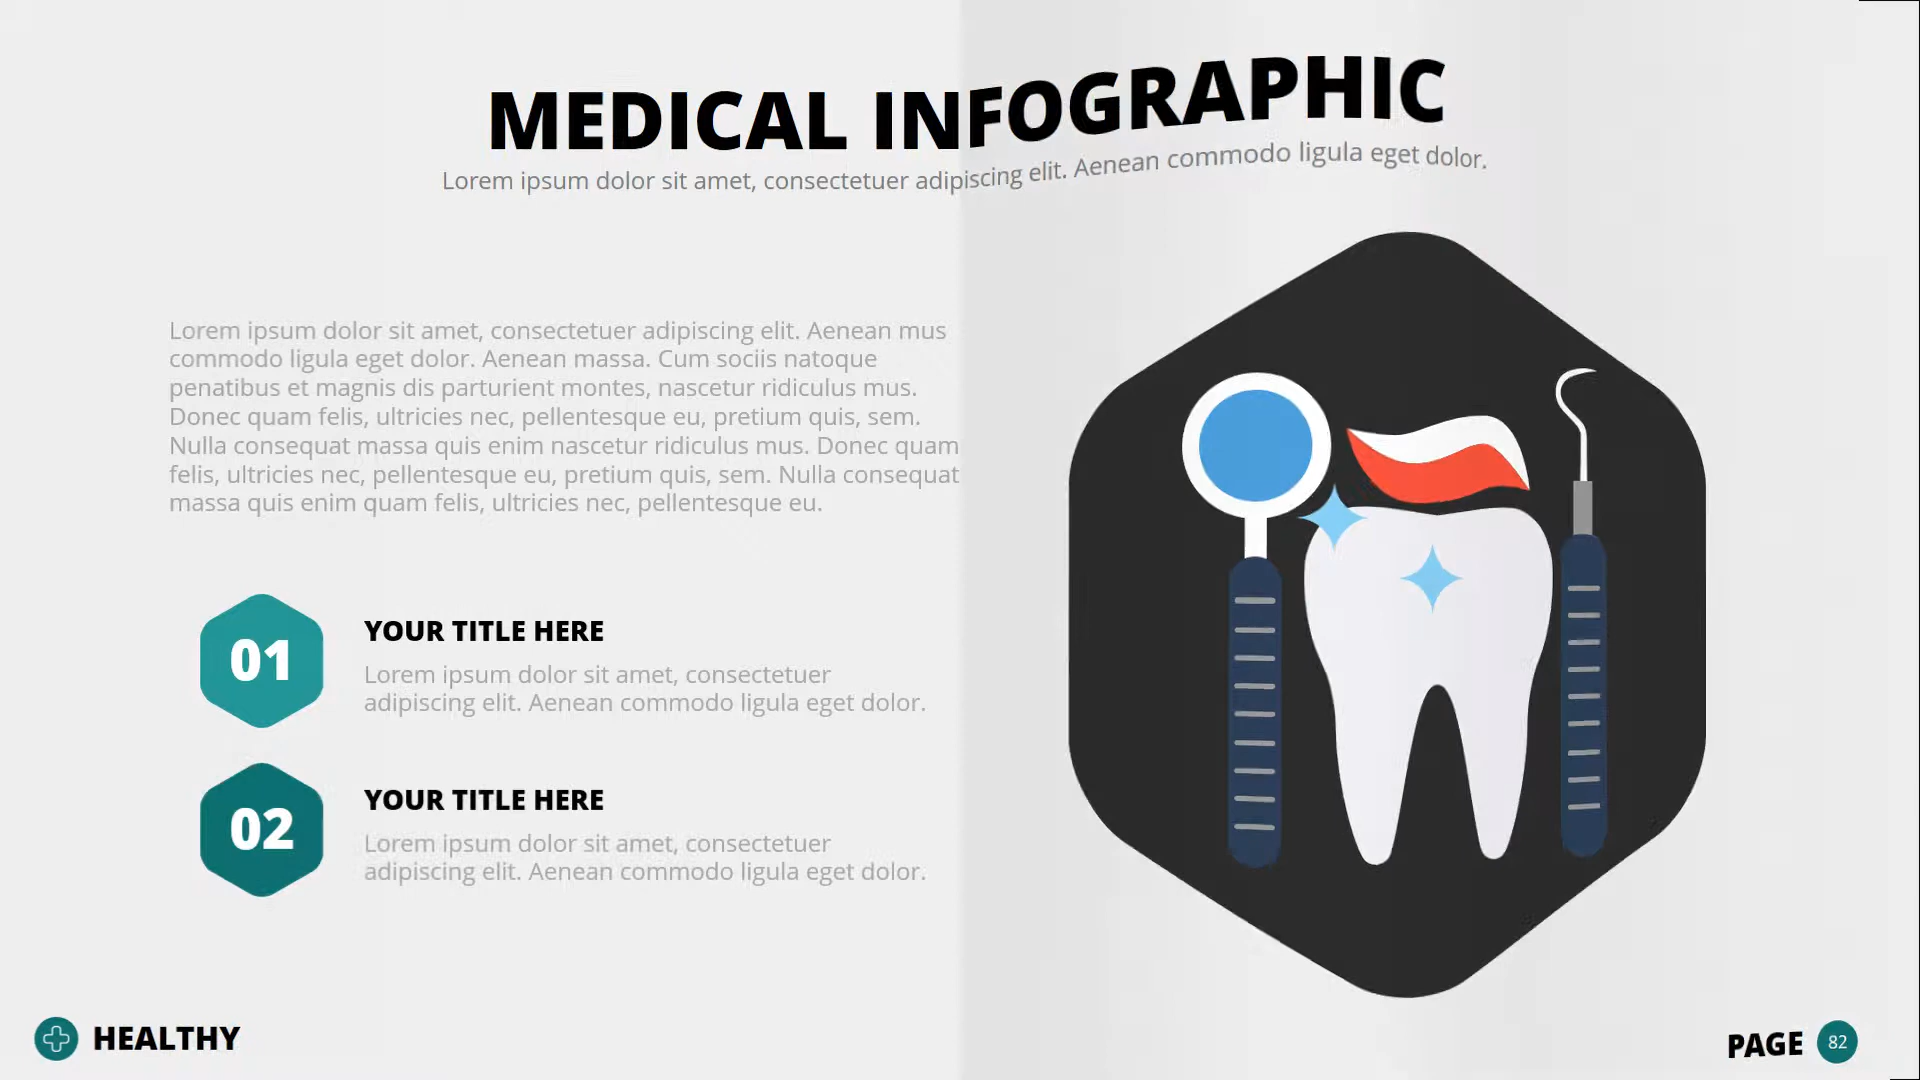 MEDICAL INFOGRAPHIC
Lorem ipsum dolor sit amet, consectetuer adipiscing elit. Aenean commodo ligula eget dolor.
Lorem ipsum dolor sit amet, consectetuer adipiscing elit. Aenean mus
commodo ligula eget dolor. Aenean massa. Cum sociis natoque
penatibus et magnis dis parturient montes, nascetur ridiculus mus.
Donec quam felis, ultricies nec, pellentesque eu, pretium quis, sem.
Nulla consequat massa quis enim nascetur ridiculus mus. Donec quam
felis, ultricies nec, pellentesque eu, pretium quis, sem. Nulla consequat
massa quis enim quam felis, ultricies nec, pellentesque eu.
01
YOUR TITLE HERE
Lorem ipsum dolor sit amet, consectetuer
adipiscing elit. Aenean commodo ligula eget dolor.
02
YOUR TITLE HERE
Lorem ipsum dolor sit amet, consectetuer
adipiscing elit. Aenean commodo ligula eget dolor.
HEALTHY
PAGE 82